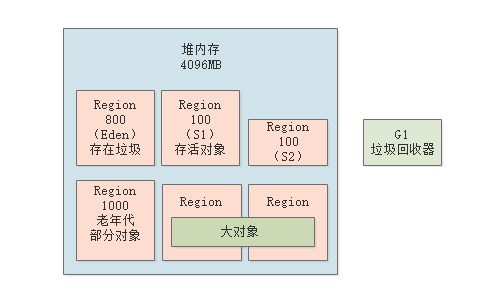 堆内存
4096MB
Region
800
（Eden）
存在垃圾
Region
100
（S1）
存活对象
Region
100
（S2）
G1
垃圾回收器
Region
1000
老年代
部分对象
Region
Region
大对象